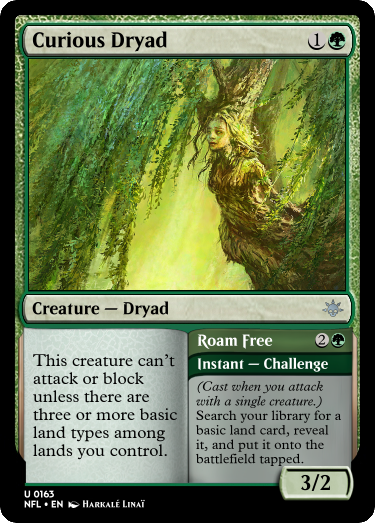 Curious Dryad 1
Creature — Dryad
This creature can't
attack or block
unless there are
three or more basic
land types among
lands you control.
Roam Free 2
Instant — Challenge
(Cast when you attack
with a single creature.)
Search your library for a
basic land card, reveal
it, and put it onto the
battlefield tapped.
3/2
U 0163
NFL • EN Harkalé Linaï